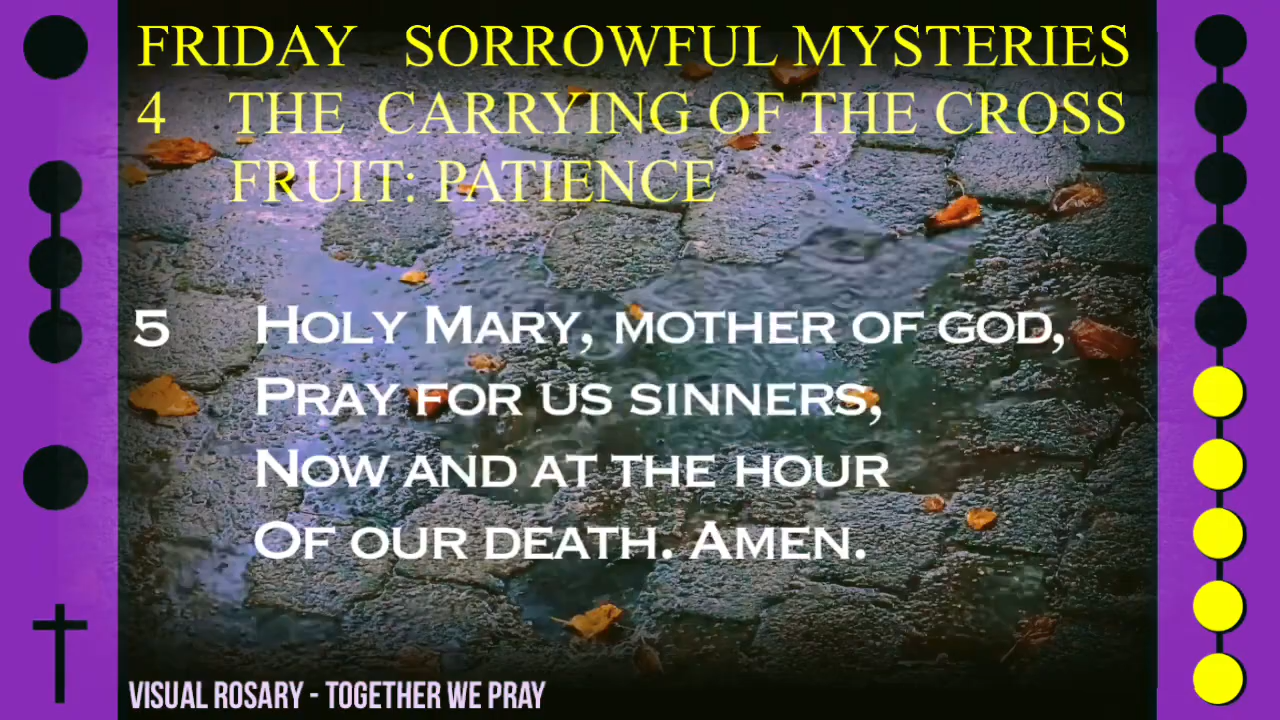 FRIDAY SORROWFUL MYSTERIES
4 THE CARRYING OF THE CROSS
FRUIT: PATIENCE
5 HOLY MARY, MOTHER OF GOD,
PRAY FOR US SINNERS,
NOW AND AT THE HOUR
OF OUR DEATH. AMEN.
VISUAL ROSARY - TOGETHER WE PRAY